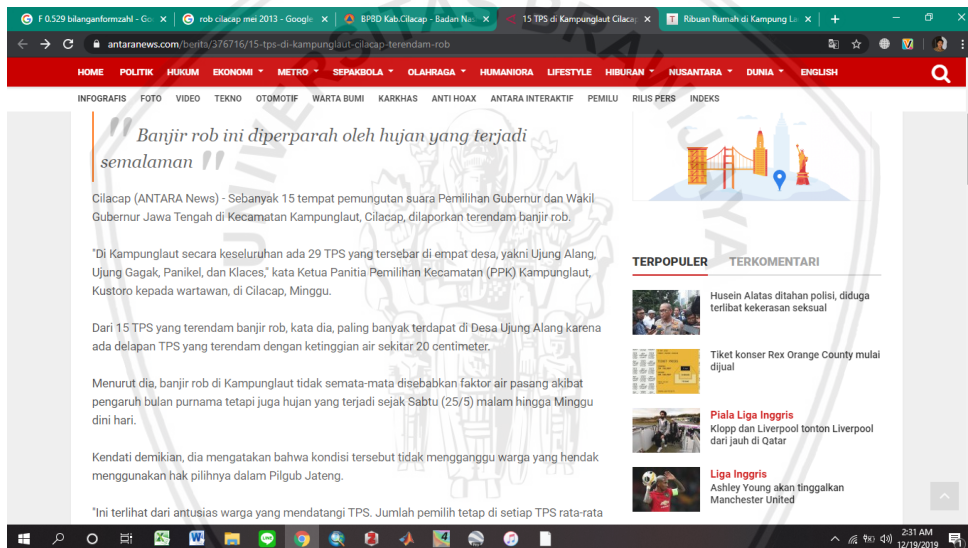 F 0.529 bilanganformzahl - Go
rob cilacap mei 2013 - Google
BPBD Kab.Cilacap - Badan Nas
15 TPS di Kampunglaut Cilacap
Ribuan Rumah di Kampung La
antaranews.com/berita/376716/15-tps-di-kampunglaut-cilacap-terendam-rob
HOME POLITIK HUKUM EKONOMI METRO SEPAKBOLA OLAHRAGA HUMANIORA LIFESTYLE HIBURAN NUSANTARA DUNIA ENGLISH
INFOGRAFIS FOTO VIDEO TEKNO OTOMOTIF WARTA BUMI KARKHAS ANTI HOAX ANTARA INTERAKTIF PEMILU RILIS PERS INDEKS
" Banjir rob ini diperparah oleh hujan yang terjadi
semalaman "
Cilacap (ANTARA News) - Sebanyak 15 tempat pemungutan suara Pemilihan Gubernur dan Wakil
Gubernur Jawa Tengah di Kecamatan Kampunglaut, Cilacap, dilaporkan terendam banjir rob.
"Di Kampunglaut secara keseluruhan ada 29 TPS yang tersebar di empat desa, yakni Ujung Alang,
Ujung Gagak, Panikel, dan Klaces," kata Ketua Panitia Pemilihan Kecamatan (PPK) Kampunglaut,
Kustoro kepada wartawan, di Cilacap, Minggu.
Dari 15 TPS yang terendam banjir rob, kata dia, paling banyak terdapat di Desa Ujung Alang karena
ada delapan TPS yang terendam dengan ketinggian air sekitar 20 centimeter.
Menurut dia, banjir rob di Kampunglaut tidak semata-mata disebabkan faktor air pasang akibat
pengaruh bulan purnama tetapi juga hujan yang terjadi sejak Sabtu (25/5) malam hingga Minggu
dini hari.
Kendati demikian, dia mengatakan bahwa kondisi tersebut tidak mengganggu warga yang hendak
menggunakan hak pilihnya dalam Pilgub Jateng.
"Ini terlihat dari antusias warga yang mendatangi TPS. Jumlah pemilih tetap di setiap TPS rata-rata
TERPOPULER TERKOMENTARI
Husein Alatas ditahan polisi, diduga
terlibat kekerasan seksual
Tiket konser Rex Orange County mulai
dijual
Piala Liga Inggris
Klopp dan Liverpool tonton Liverpool
dari jauh di Qatar
Liga Inggris
Ashley Young akan tinggalkan
Manchester United
UNIVERSITAS BRAWIJAYA
2:31 AM
12/19/2019